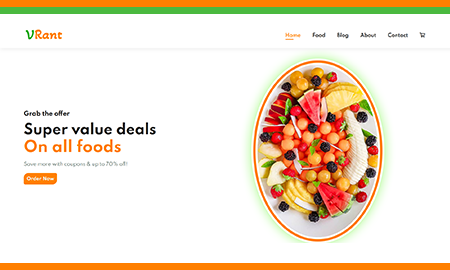 VRant
Home Food Blog About Contact
Grab the offer
Super value deals
On all foods
Save more with coupons & up to 70% off!
Order Now